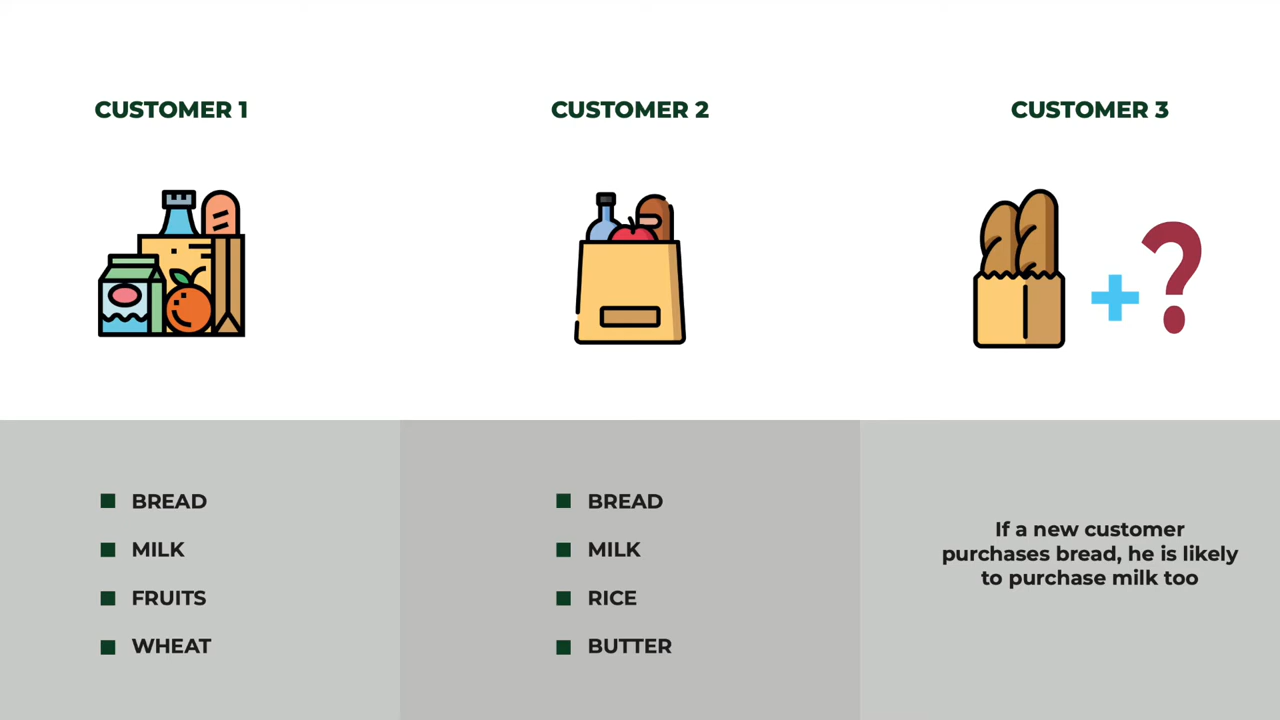 CUSTOMER 1
CUSTOMER 2
CUSTOMER 3
?
BREAD
MILK
FRUITS
WHEAT
BREAD
MILK
RICE
BUTTER
If a new customer
purchases bread, he is likely
to purchase milk too